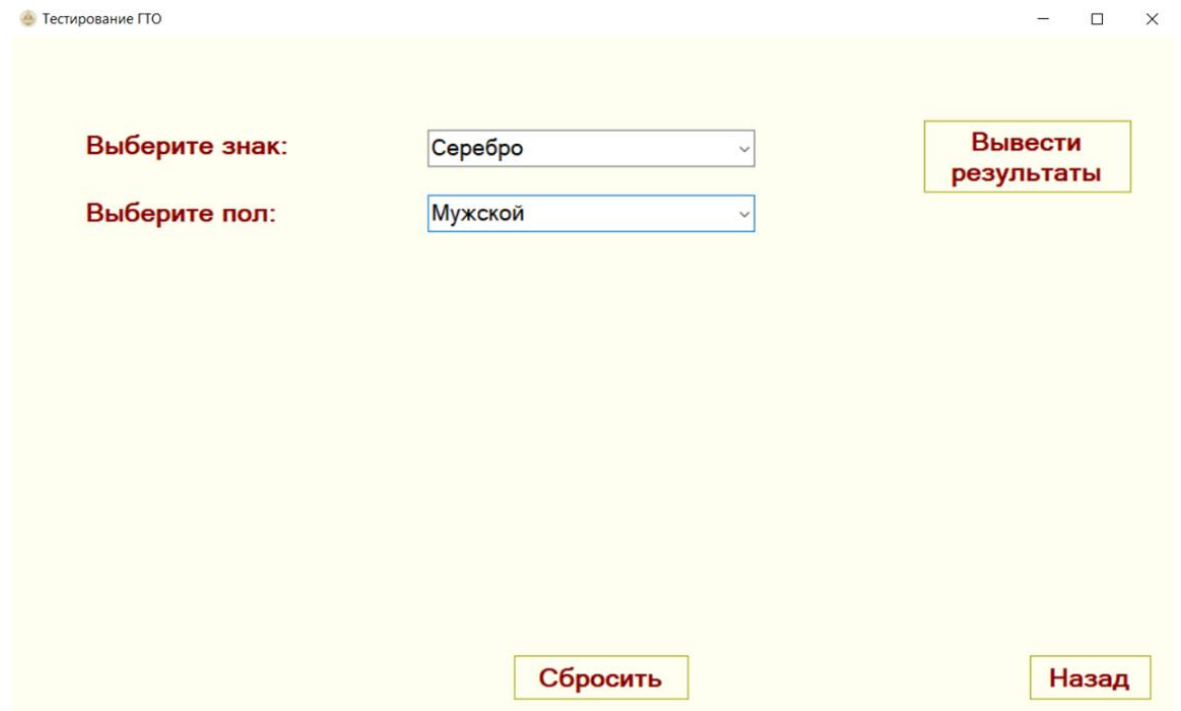 Тестирование ГТО
Выберите знак:
Серебро
Вывести
результаты
Выберите пол:
Мужской
Сбросить
Назад